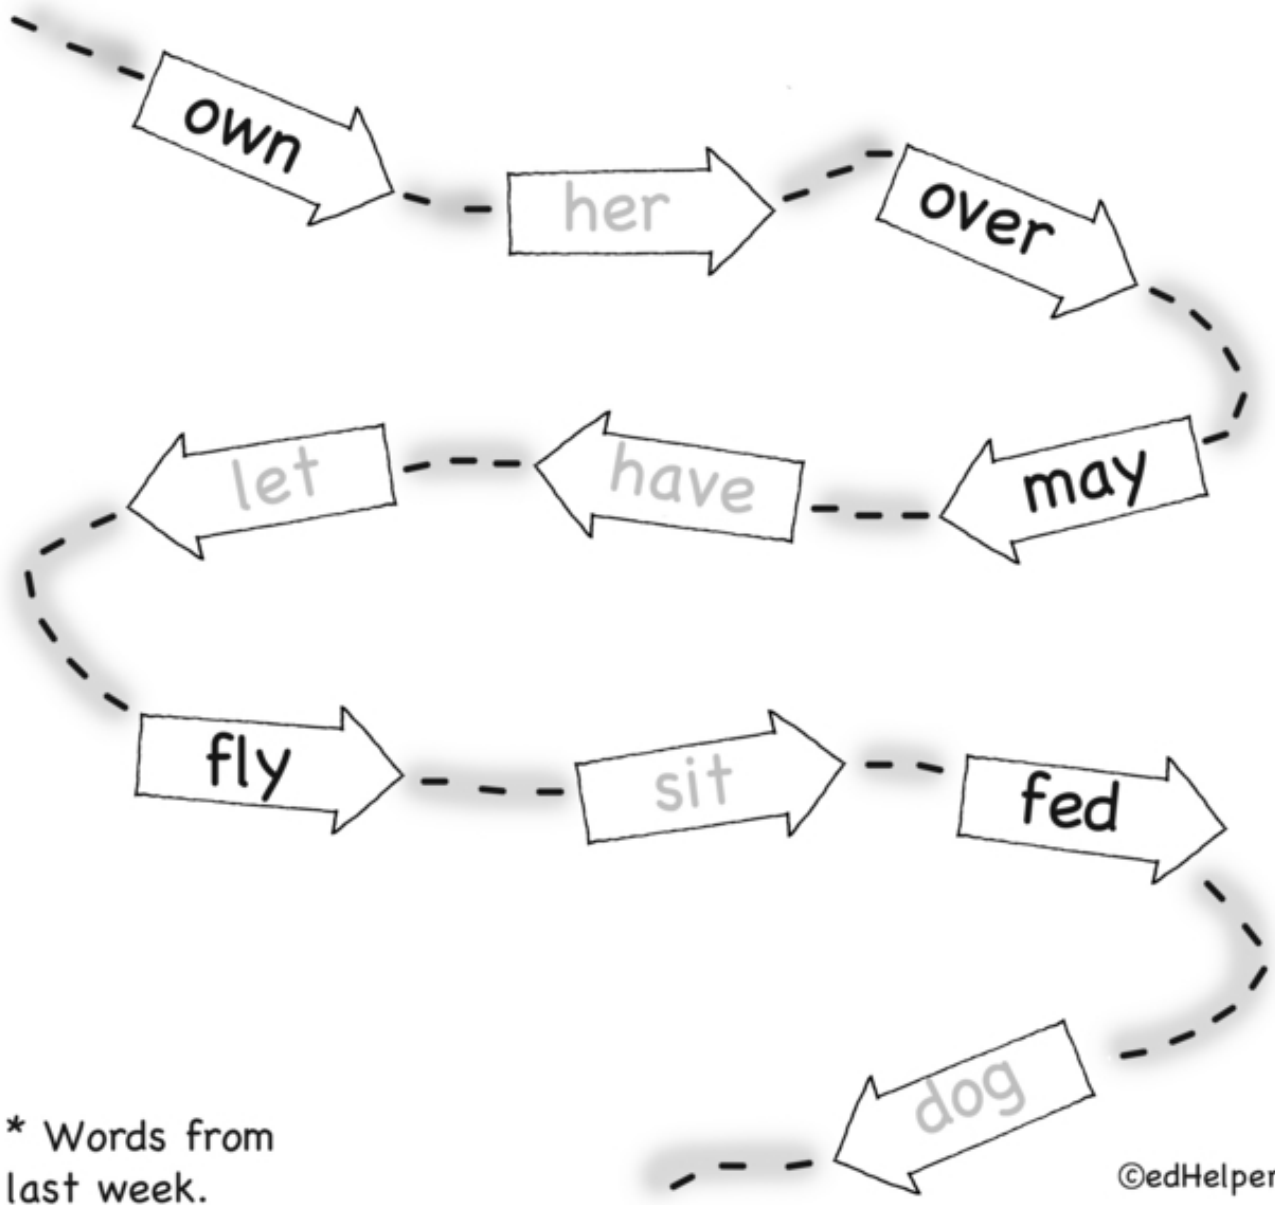 own
her
over
may
have
let
fly
sit
fed
dog
* Words from
last week.
©edHelper